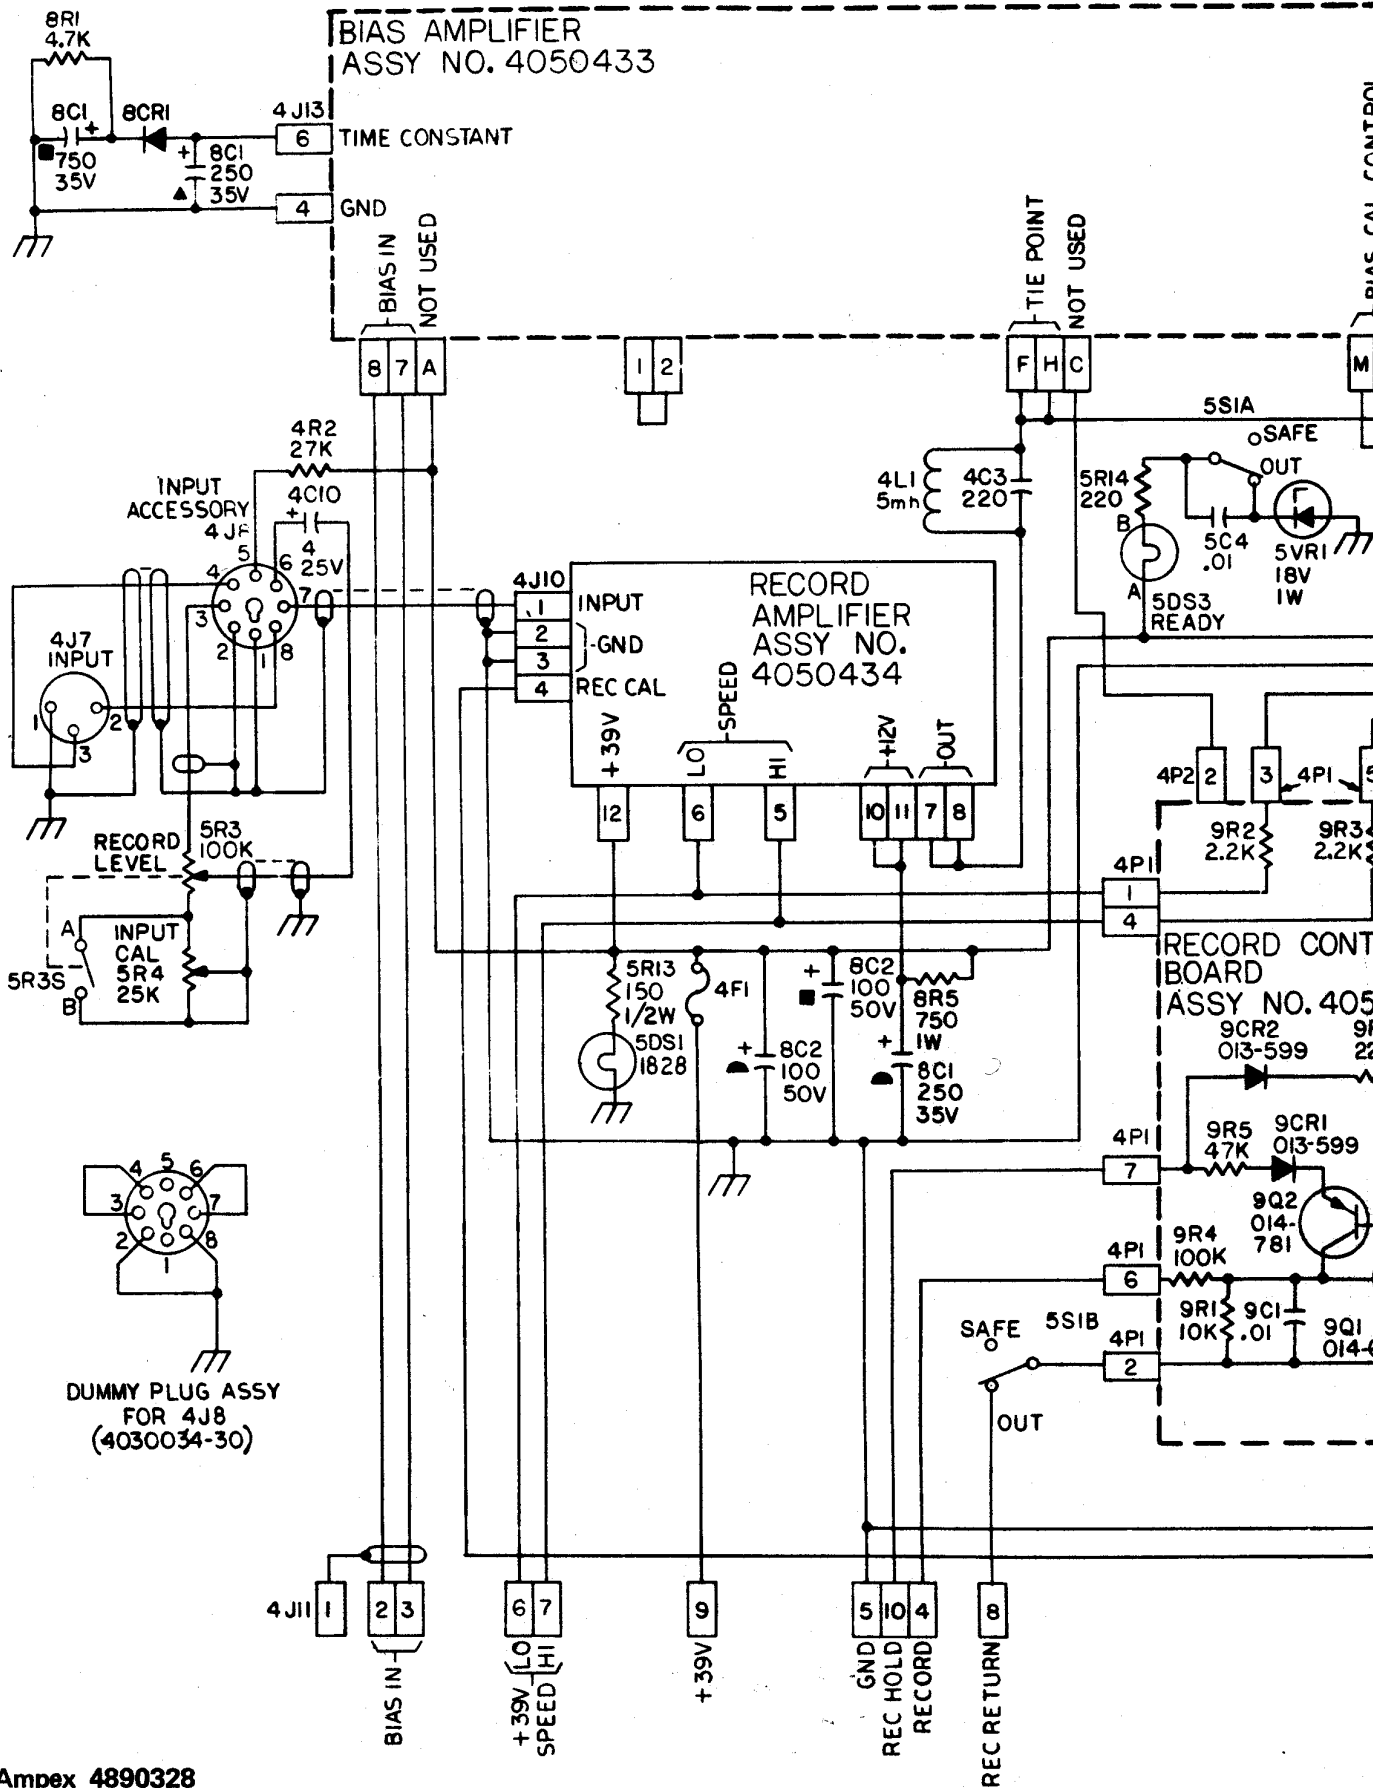 8R1
4.7K
8C1
+
750
35V
8CR1
+
8C1
250
35V
4J13
6
TIME CONSTANT
4
GND
BIAS AMPLIFIER
ASSY NO. 4050433
BIAS IN
NOT USED
8
7
A
1
2
TIE POINT
NOT USED
F
H
C
BIAS CAL CONTROL
M
4R2
27K
4C10
+
4
25V
INPUT
ACCESSORY
4J8
5
4
6
3
7
2
1
8
4J7
INPUT
1
2
3
4L1
5mh
4C3
220
5S1A
SAFE
OUT
5R14
220
B
A
5C4
.01
5VR1
18V
1W
5DS3
READY
4J10
1
INPUT
2
GND
3
4
REC CAL
RECORD
AMPLIFIER
ASSY NO.
4050434
+39V
LO
SPEED
HI
+12V
OUT
12
6
5
10
11
7
8
4P2
2
3
4P1
5
9R2
2.2K
9R3
2.2K
4P1
1
4
RECORD CONT
BOARD
ASSY NO. 405
RECORD
LEVEL
5R3
100K
A
INPUT
CAL
5R4
25K
5R3S
B
5R13
150
1/2W
5DS1
1828
4F1
+
8C2
100
50V
+
8C2
100
50V
8R5
750
1W
+
8C1
250
35V
9CR2
013-599
9R
22
4P1
7
9R5
47K
9CR1
013-599
9Q2
014-
781
4P1
6
9R4
100K
9R1
10K
9C1
.01
9Q1
014-6
5S1B
SAFE
OUT
4P1
2
4
5
6
3
7
2
8
1
DUMMY PLUG ASSY
FOR 4J8
(4030034-30)
4J11
1
2
3
BIAS IN
6
7
+39V
LO
HI
SPEED
9
+39V
5
10
4
GND
REC HOLD
RECORD
8
REC RETURN
Ampex 4890328